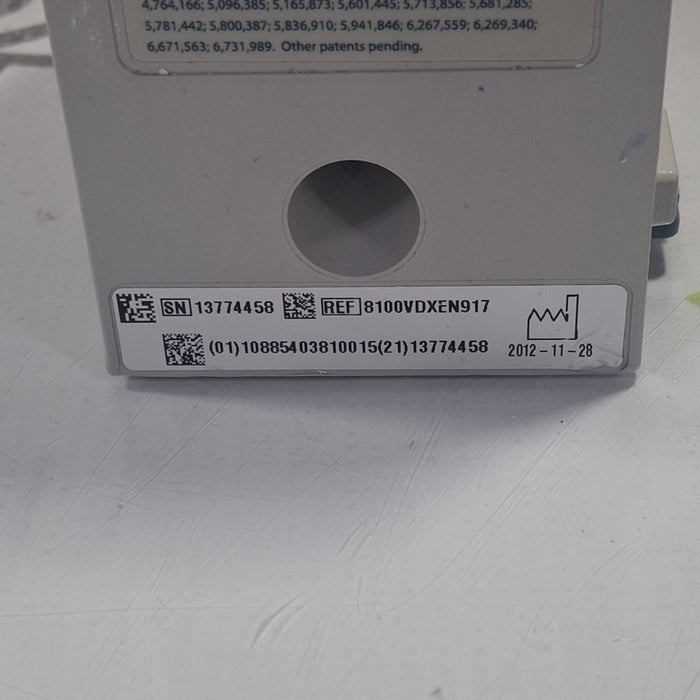 4,764,166; 5,096,385; 5,165,873; 5,601,445; 5,713,856; 5,681,285;
5,781,442; 5,800,387; 5,836,910; 5,941,846; 6,267,559; 6,269,340;
6,671,563; 6,731,989. Other patents pending.
SN 13774458 REF 8100VDXEN917
(01)10885403810015(21)13774458 2012-11-28